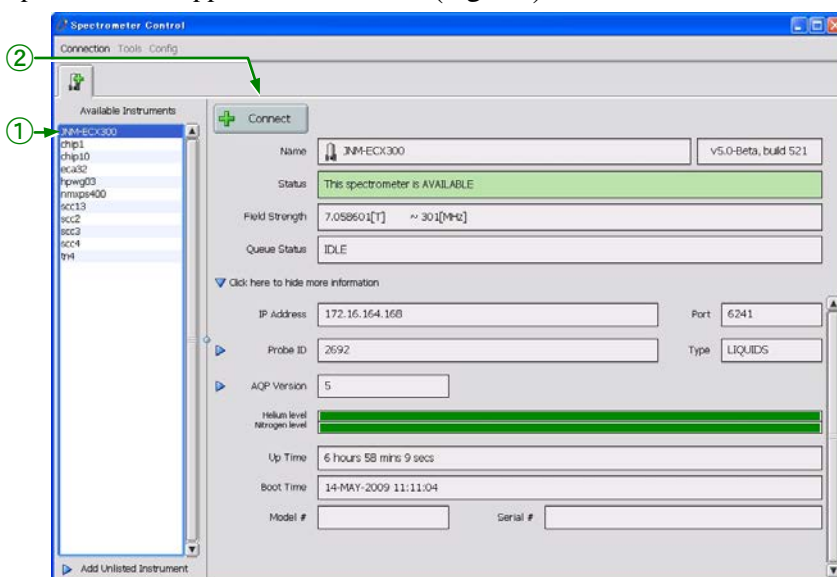 Spectrometer Control
Connection Tools Config
②
Available Instruments
①
JNM-ECX300
chip1
chip10
eca32
hpwg03
nmxps400
scc13
scc2
scc3
scc4
tri4
Connect
Name JNM-ECX300 v5.0-Beta, build 521
Status This spectrometer is AVAILABLE
Field Strength 7.058601[T] ~ 301[MHz]
Queue Status IDLE
Click here to hide more information
IP Address 172.16.164.168 Port 6241
Probe ID 2692 Type LIQUIDS
AQP Version 5
Helium level
Nitrogen level
Up Time 6 hours 58 mins 9 secs
Boot Time 14-MAY-2009 11:11:04
Model # Serial #
Add Unlisted Instrument